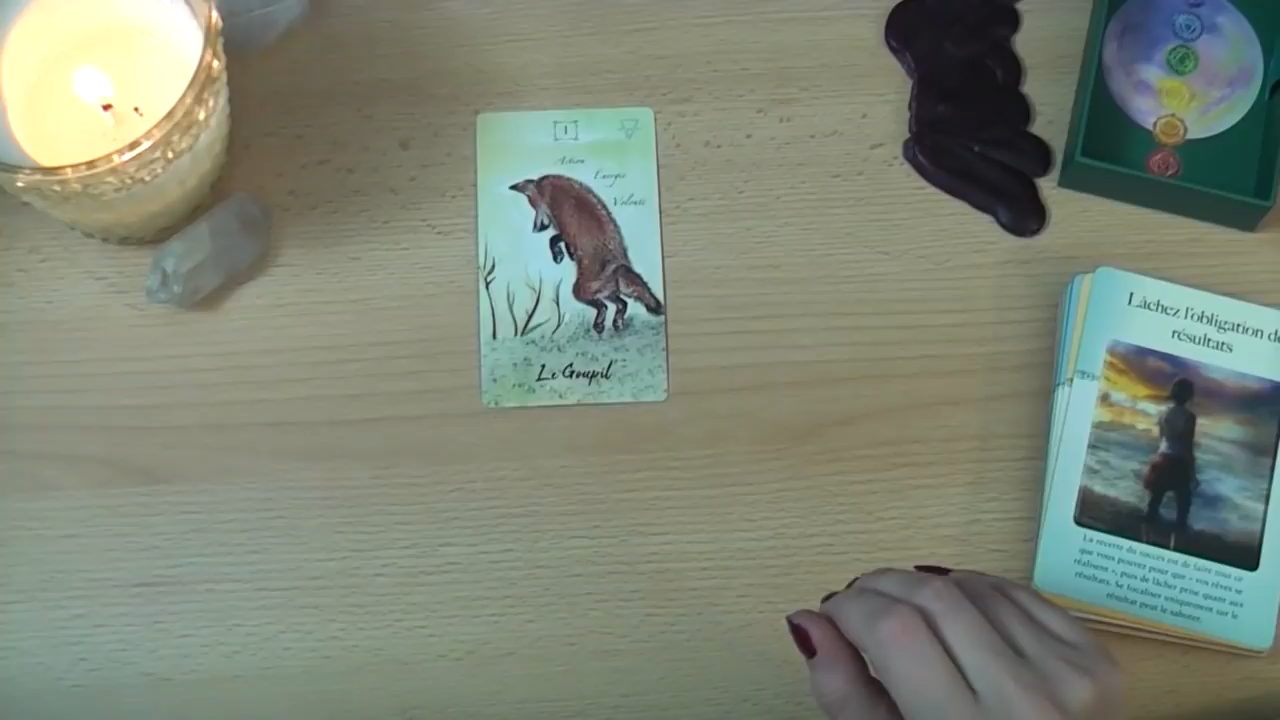 1
Action
Energie
Volonté
Le Goupil
Lâchez l'obligation de
résultats
La recette du succès est de faire tout ce
que vous pouvez pour que « vos rêves se
réalisent », puis de lâcher prise quant aux
résultats. Se focaliser uniquement sur le
résultat peut le saboter.